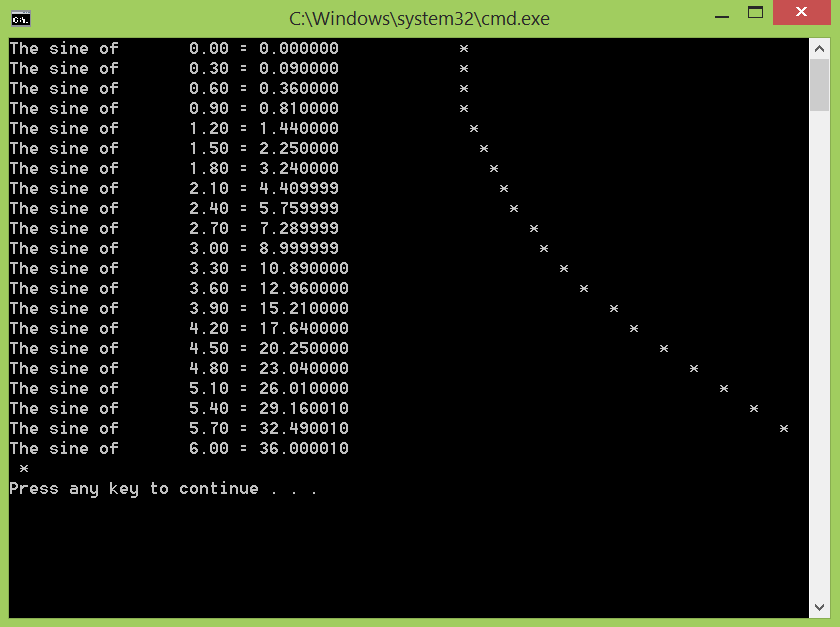 C:\Windows\system32\cmd.exe
The sine of       0.00 = 0.000000            *
The sine of       0.30 = 0.090000            *
The sine of       0.60 = 0.360000            *
The sine of       0.90 = 0.810000            *
The sine of       1.20 = 1.440000             *
The sine of       1.50 = 2.250000              *
The sine of       1.80 = 3.240000               *
The sine of       2.10 = 4.409999                *
The sine of       2.40 = 5.759999                 *
The sine of       2.70 = 7.289999                   *
The sine of       3.00 = 8.999999                    *
The sine of       3.30 = 10.890000                     *
The sine of       3.60 = 12.960000                       *
The sine of       3.90 = 15.210000                          *
The sine of       4.20 = 17.640000                            *
The sine of       4.50 = 20.250000                               *
The sine of       4.80 = 23.040000                                  *
The sine of       5.10 = 26.010000                                     *
The sine of       5.40 = 29.160010                                        *
The sine of       5.70 = 32.490010                                           *
The sine of       6.00 = 36.000010
 *
Press any key to continue . . .